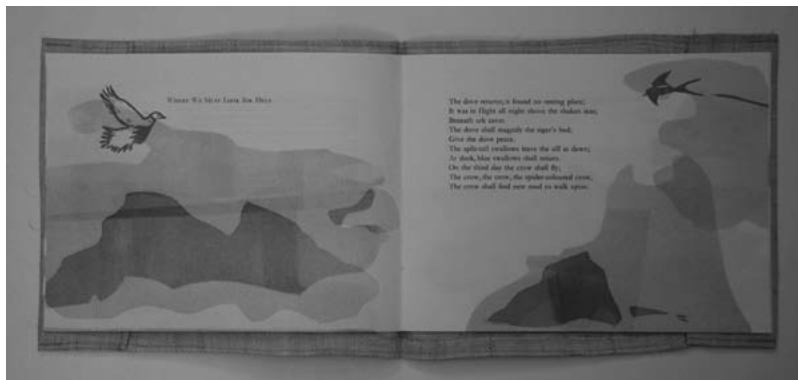 WHERE WE MUST LOOK FOR HELP
The dove returns; it found no resting place;
It was in flight all night above the shaken seas;
Beneath ark eaves
The dove shall magnify the tiger's bed;
Give the dove peace.
The split-tail swallows leave the sill at dawn;
At dusk, blue swallows shall return.
On the third day the crow shall fly;
The crow, the crow, the spider-coloured crow,
The crow shall find new mud to walk upon.